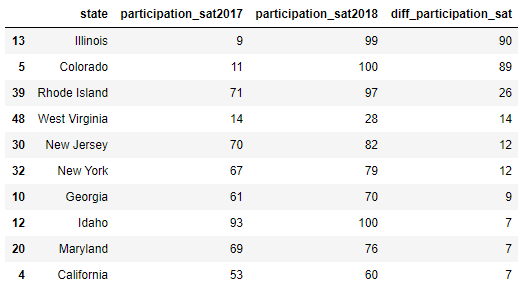 state participation_sat2017 participation_sat2018 diff_participation_sat
13 Illinois 9 99 90
5 Colorado 11 100 89
39 Rhode Island 71 97 26
48 West Virginia 14 28 14
30 New Jersey 70 82 12
32 New York 67 79 12
10 Georgia 61 70 9
12 Idaho 93 100 7
20 Maryland 69 76 7
4 California 53 60 7